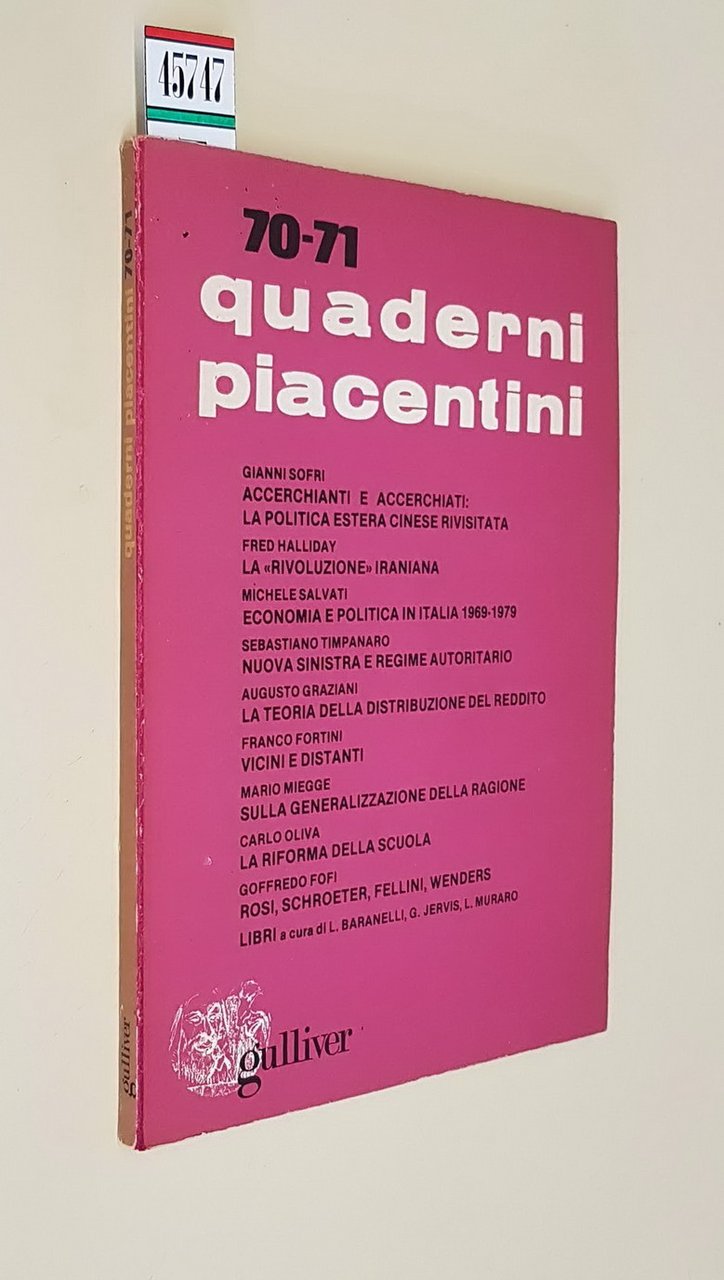 45747
70-71
quaderni
piacentini
GIANNI SOFRI
ACCERCHIANTI E ACCERCHIATI:
LA POLITICA ESTERA CINESE RIVISITATA
FRED HALLIDAY
LA «RIVOLUZIONE» IRANIANA
MICHELE SALVATI
ECONOMIA E POLITICA IN ITALIA 1969-1979
SEBASTIANO TIMPANARO
NUOVA SINISTRA E REGIME AUTORITARIO
AUGUSTO GRAZIANI
LA TEORIA DELLA DISTRIBUZIONE DEL REDDITO
FRANCO FORTINI
VICINI E DISTANTI
MARIO MIEGGE
SULLA GENERALIZZAZIONE DELLA RAGIONE
CARLO OLIVA
LA RIFORMA DELLA SCUOLA
GOFFREDO FOFI
ROSI, SCHROETER, FELLINI, WENDERS
LIBRI a cura di L. BARANELLI, G. JERVIS, L. MURARO
gulliver
quaderni piacentini 70-71
gulliver